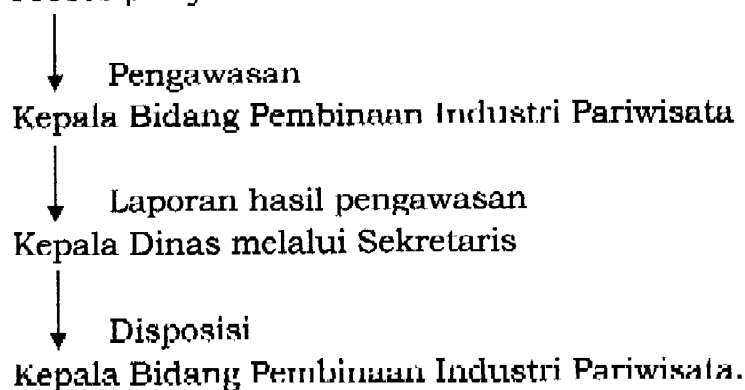 Pengawasan
Kepala Bidang Pembinaan Industri Pariwisata
Laporan hasil pengawasan
Kepala Dinas melalui Sekretaris
Disposisi
Kepala Bidang Pembinaan Industri Pariwisata.